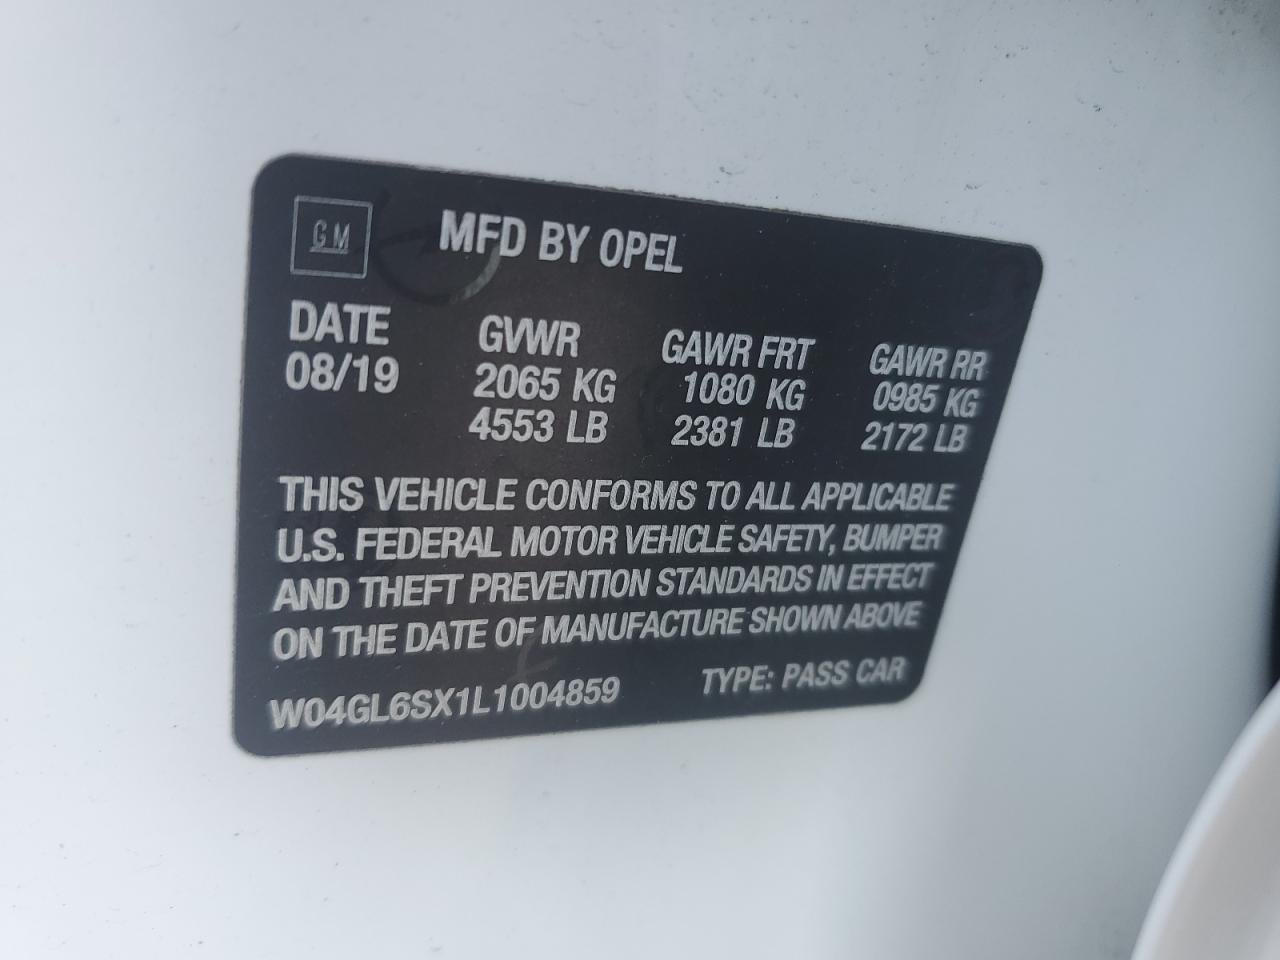 GM
MFD BY OPEL
DATE GVWR GAWR FRT GAWR RR
08/19 2065 KG 1080 KG 0985 KG
4553 LB 2381 LB 2172 LB
THIS VEHICLE CONFORMS TO ALL APPLICABLE
U.S. FEDERAL MOTOR VEHICLE SAFETY, BUMPER
AND THEFT PREVENTION STANDARDS IN EFFECT
ON THE DATE OF MANUFACTURE SHOWN ABOVE
W04GL6SX1L1004859 TYPE: PASS CAR